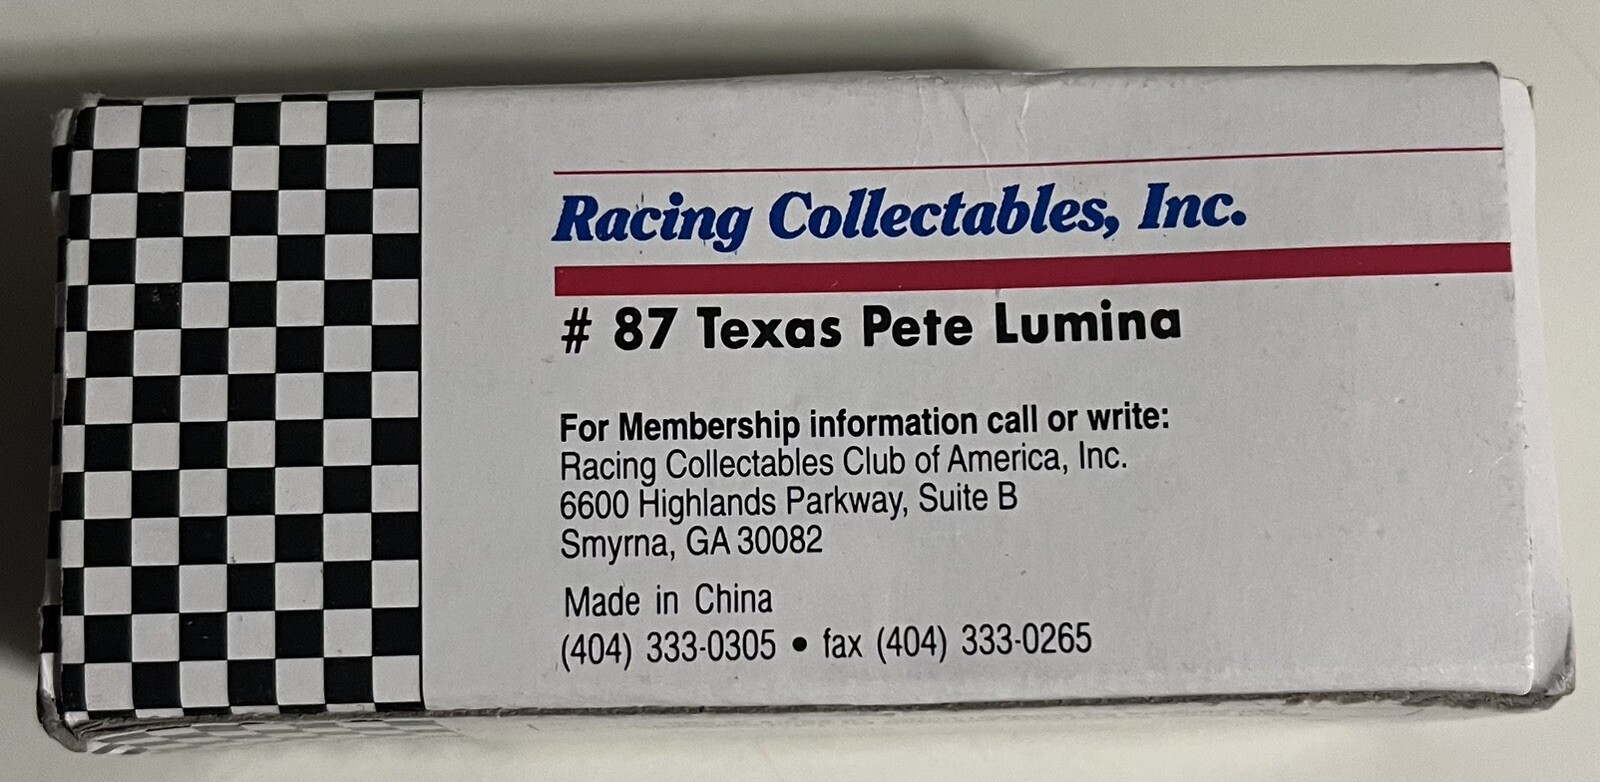 Racing Collectables, Inc.
# 87 Texas Pete Lumina
For Membership information call or write:
Racing Collectables Club of America, Inc.
6600 Highlands Parkway, Suite B
Smyrna, GA 30082
Made in China
(404) 333-0305 • fax (404) 333-0265